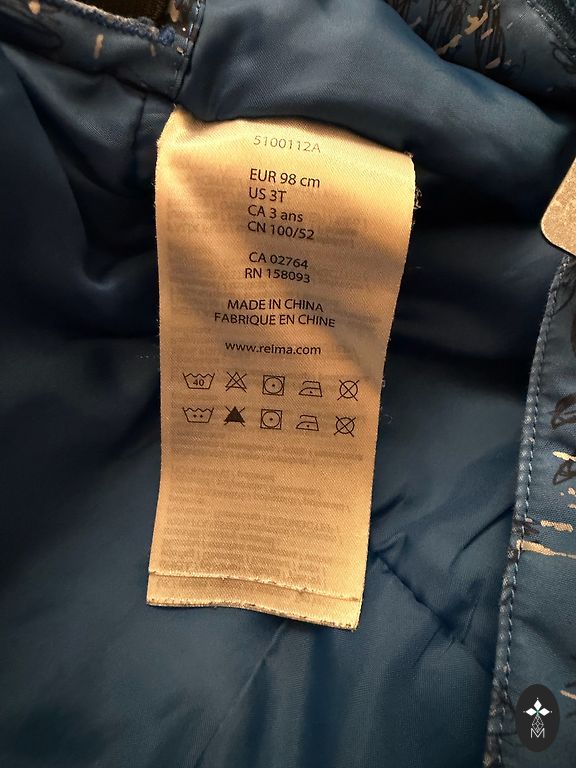 5100112A
EUR 98 cm
US 3T
CA 3 ans
CN 100/52
CA 02764
RN 158093
MADE IN CHINA
FABRIQUE EN CHINE
www.reima.com
40
M